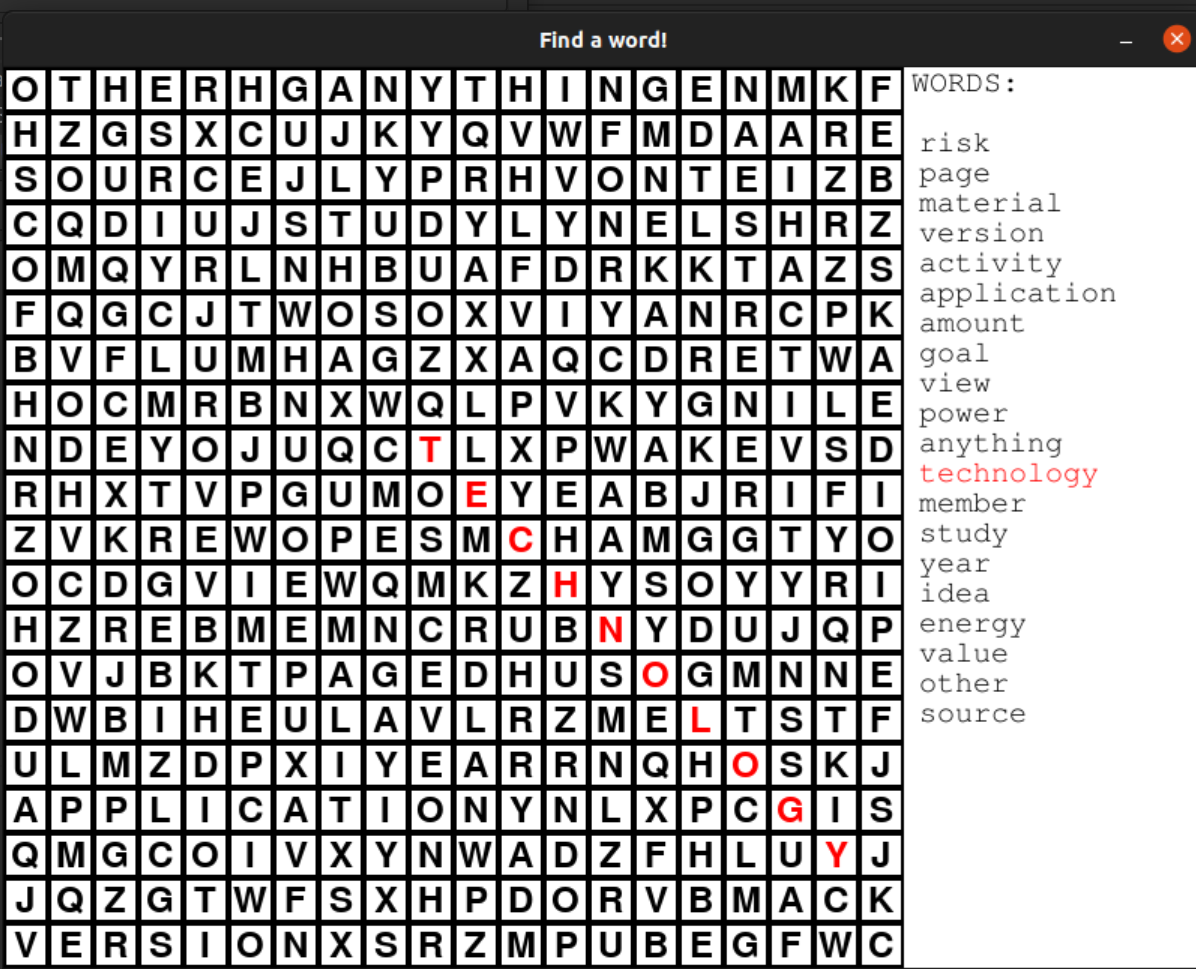 Find a word!
O T H E R H G A N Y T H I N G E N M K F
H Z G S X C U J K Y Q V W F M D A A R E
S O U R C E J L Y P R H V O N T E I Z B
C Q D I U J S T U D Y L Y N E L S H R Z
O M Q Y R L N H B U A F D R K K T A Z S
F Q G C J T W O S O X V I Y A N R C P K
B V F L U M H A G Z X A Q C D R E T W A
H O C M R B N X W Q L P V K Y G N I L E
N D E Y O J U Q C T L X P W A K E V S D
R H X T V P G U M O E Y E A B J R I F I
Z V K R E W O P E S M C H A M G G T Y O
O C D G V I E W Q M K Z H Y S O Y Y R I
H Z R E B M E M N C R U B N Y D U J Q P
O V J B K T P A G E D H U S O G M N N E
D W B I H E U L A V L R Z M E L T S T F
U L M Z D P X I Y E A R R N Q H O S K J
A P P L I C A T I O N Y N L X P C G I S
Q M G C O I V X Y N W A D Z F H L U Y J
J Q Z G T W F S X H P D O R V B M A C K
V E R S I O N X S R Z M P U B E G F W C
WORDS:
risk
page
material
version
activity
application
amount
goal
view
power
anything
technology
member
study
year
idea
energy
value
other
source